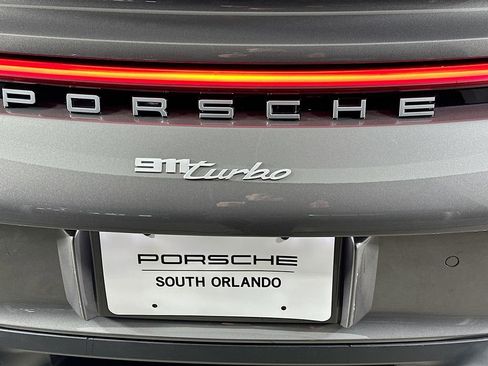 PORSCHE
911 turbo
PORSCHE
SOUTH ORLANDO